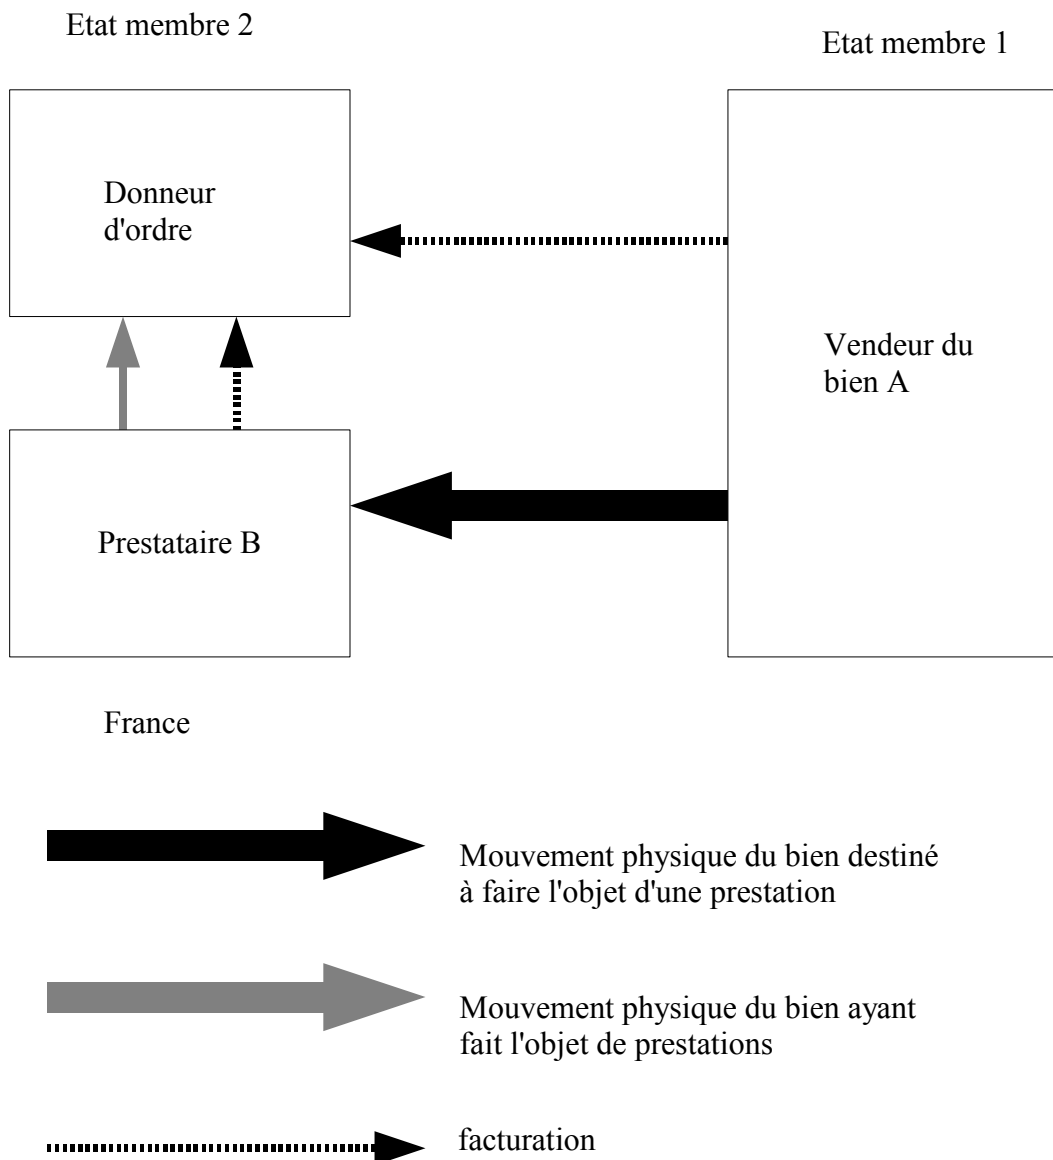 Etat membre 2
Etat membre 1
Donneur
d'ordre
Vendeur du
bien A
Prestataire B
France
Mouvement physique du bien destiné
à faire l'objet d'une prestation
Mouvement physique du bien ayant
fait l'objet de prestations
facturation